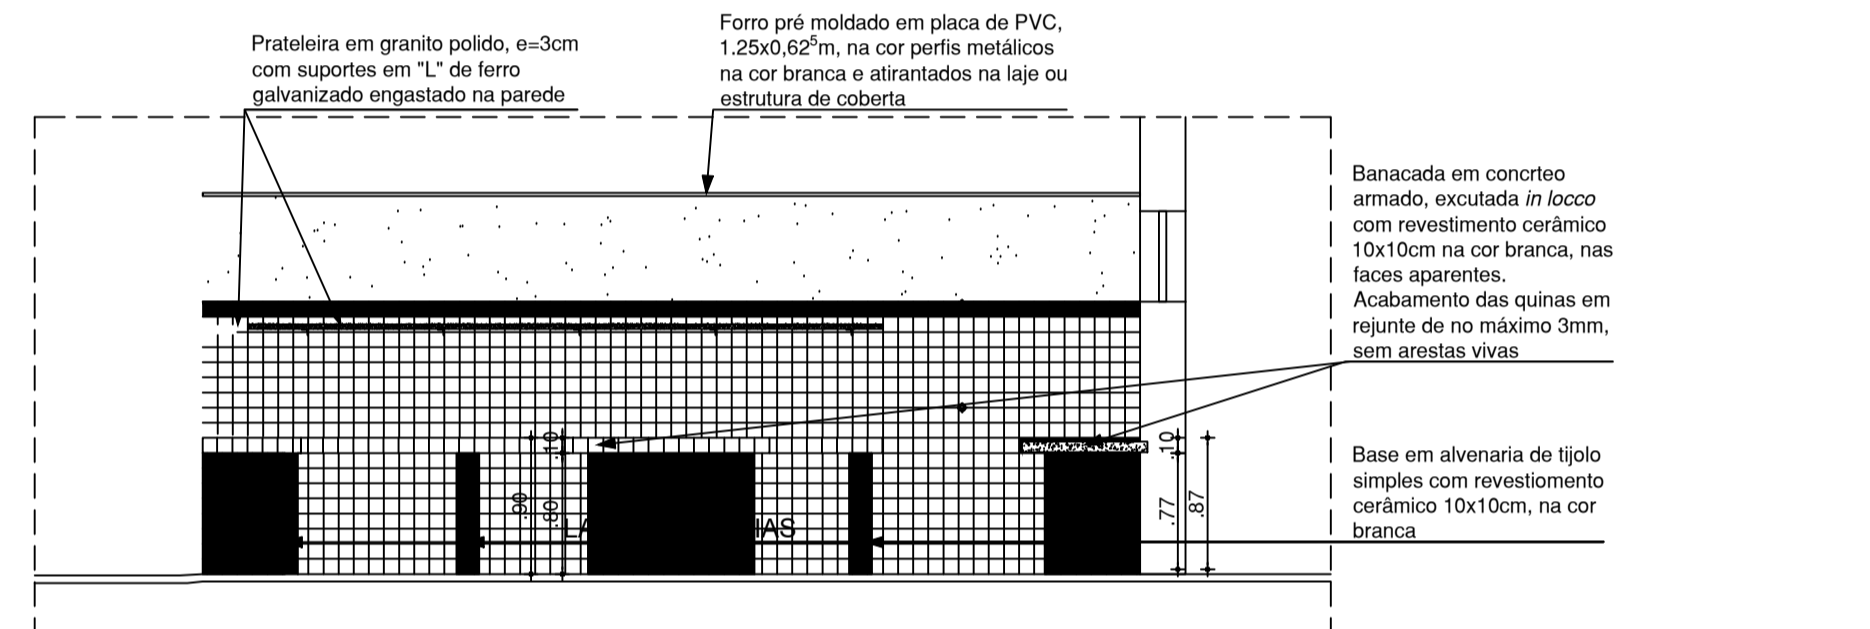 Prateleira em granito polido, e=3cm
com suportes em "L" de ferro
galvanizado engastado na parede
Forro pré moldado em placa de PVC,
1.25x0,62⁵m, na cor perfis metálicos
na cor branca e atirantados na laje ou
estrutura de coberta
Banacada em concrteo
armado, excutada in locco
com revestimento cerâmico
10x10cm na cor branca, nas
faces aparentes.
Acabamento das quinas em
rejunte de no máximo 3mm,
sem arestas vivas
.10
.90
.80
.10
.77
.87
Base em alvenaria de tijolo
simples com revestiomento
cerâmico 10x10cm, na cor
branca